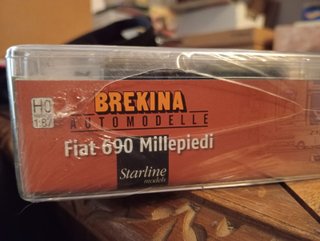 H0
1:87
BREKINA
AUTOMODELLE
Fiat 690 Millepiedi
Starline
models